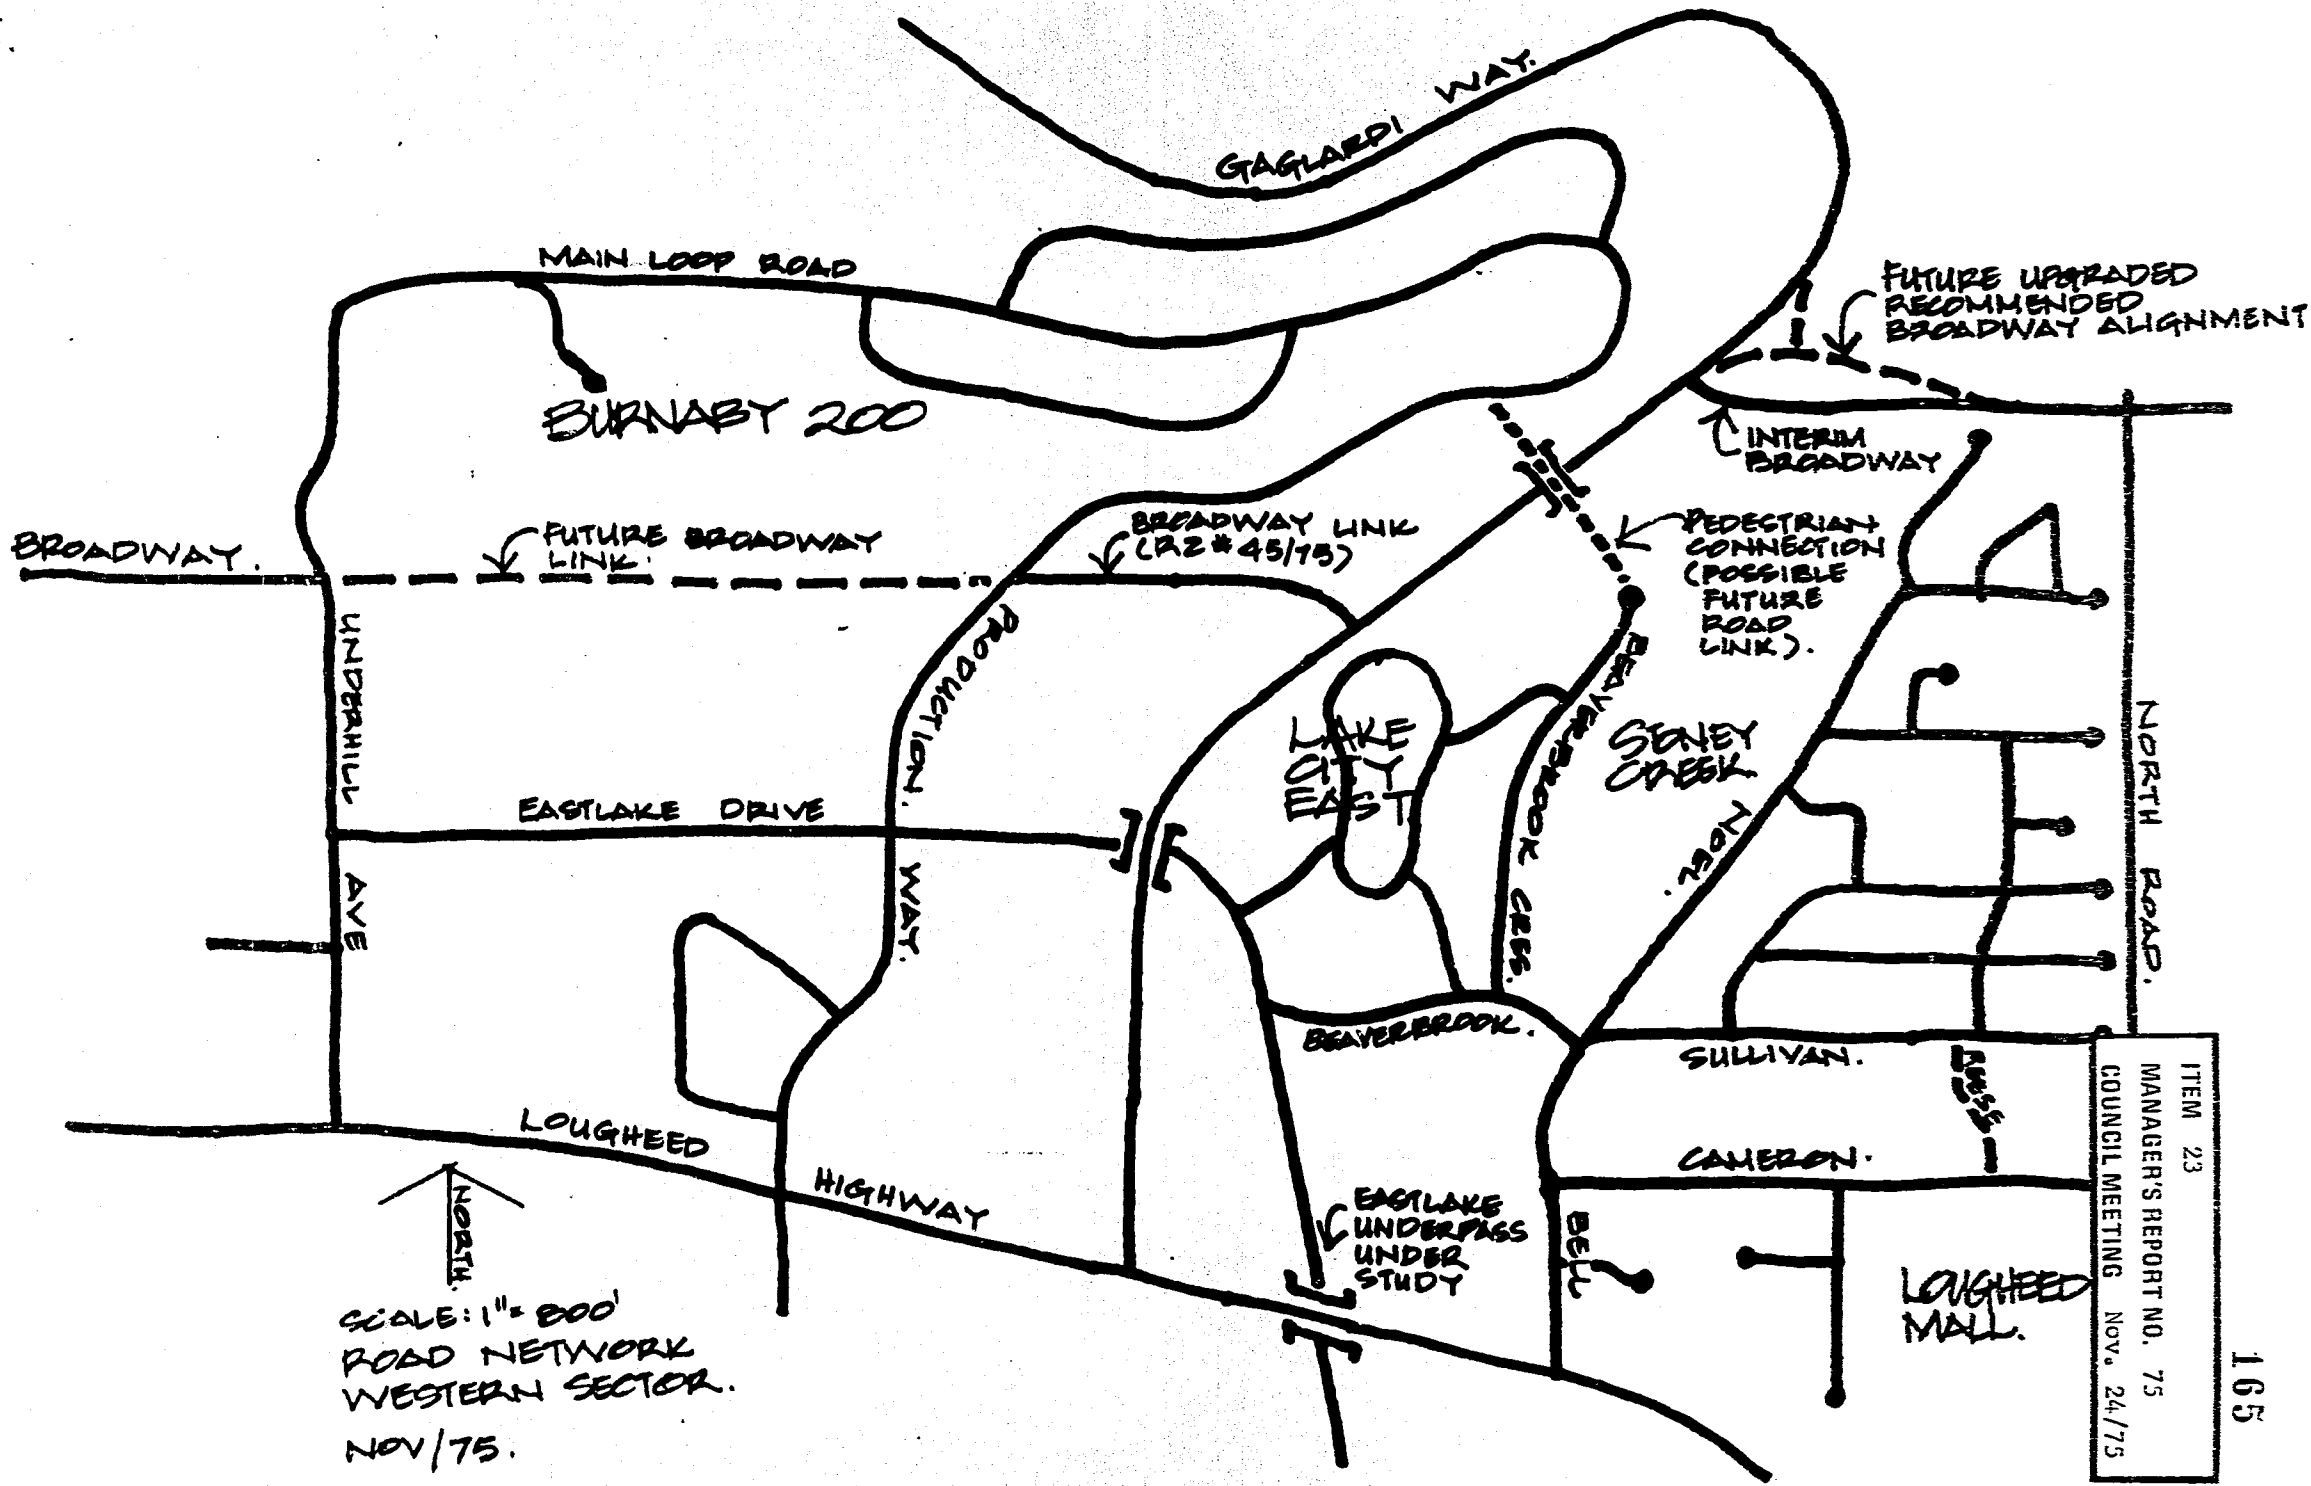 GAGLARDI WAY.
MAIN LOOP ROAD
FUTURE UPGRADED
RECOMMENDED
BROADWAY ALIGNMENT
BURNABY 200
INTERIM
BROADWAY
BROADWAY.
FUTURE BROADWAY
LINK.
BROADWAY LINK
(RZ # 45/75)
PEDESTRIAN
CONNECTION
(POSSIBLE
FUTURE
ROAD
LINK).
UNDERHILL AVE
PRODUCTION WAY.
BEAVERBROOK CRES.
LAKE
CITY
EAST
STONEY
CREEK.
NOEL.
NORTH ROAD.
EASTLAKE DRIVE
BEAVERBROOK.
SULLIVAN.
REESE
LOUGHEED HIGHWAY
CAMERON.
EASTLAKE
UNDERPASS
UNDER
STUDY
BELL
LOUGHEED
MALL.
NORTH.
SCALE: 1"= 800'
ROAD NETWORK
WESTERN SECTOR.
NOV/75.
ITEM 23
MANAGER'S REPORT NO. 75
COUNCIL MEETING Nov. 24/75
165